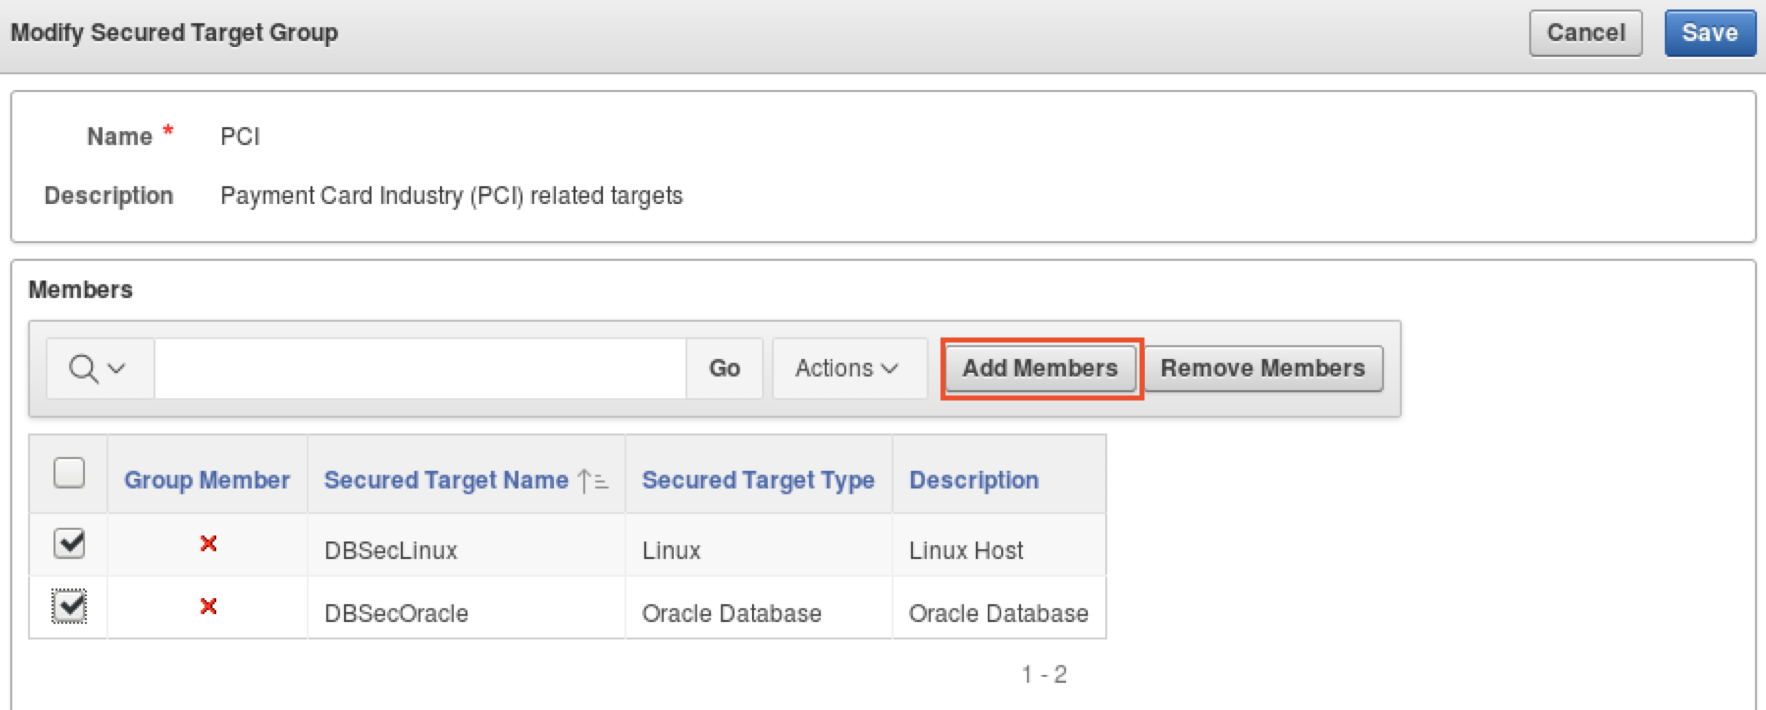 Modify Secured Target Group Cancel Save
Name * PCI
Description Payment Card Industry (PCI) related targets
Members
Go Actions Add Members Remove Members
Group Member Secured Target Name Secured Target Type Description
DBSecLinux Linux Linux Host
DBSecOracle Oracle Database Oracle Database
1 - 2